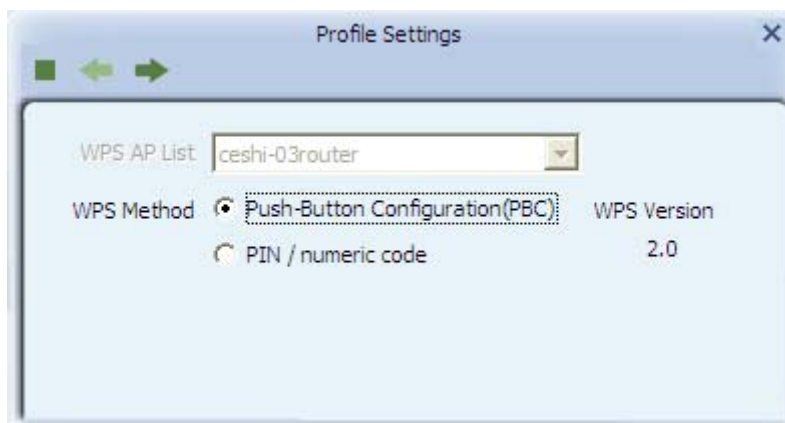 Profile Settings
WPS AP List ceshi-03router
WPS Method Push-Button Configuration(PBC) WPS Version
PIN / numeric code 2.0